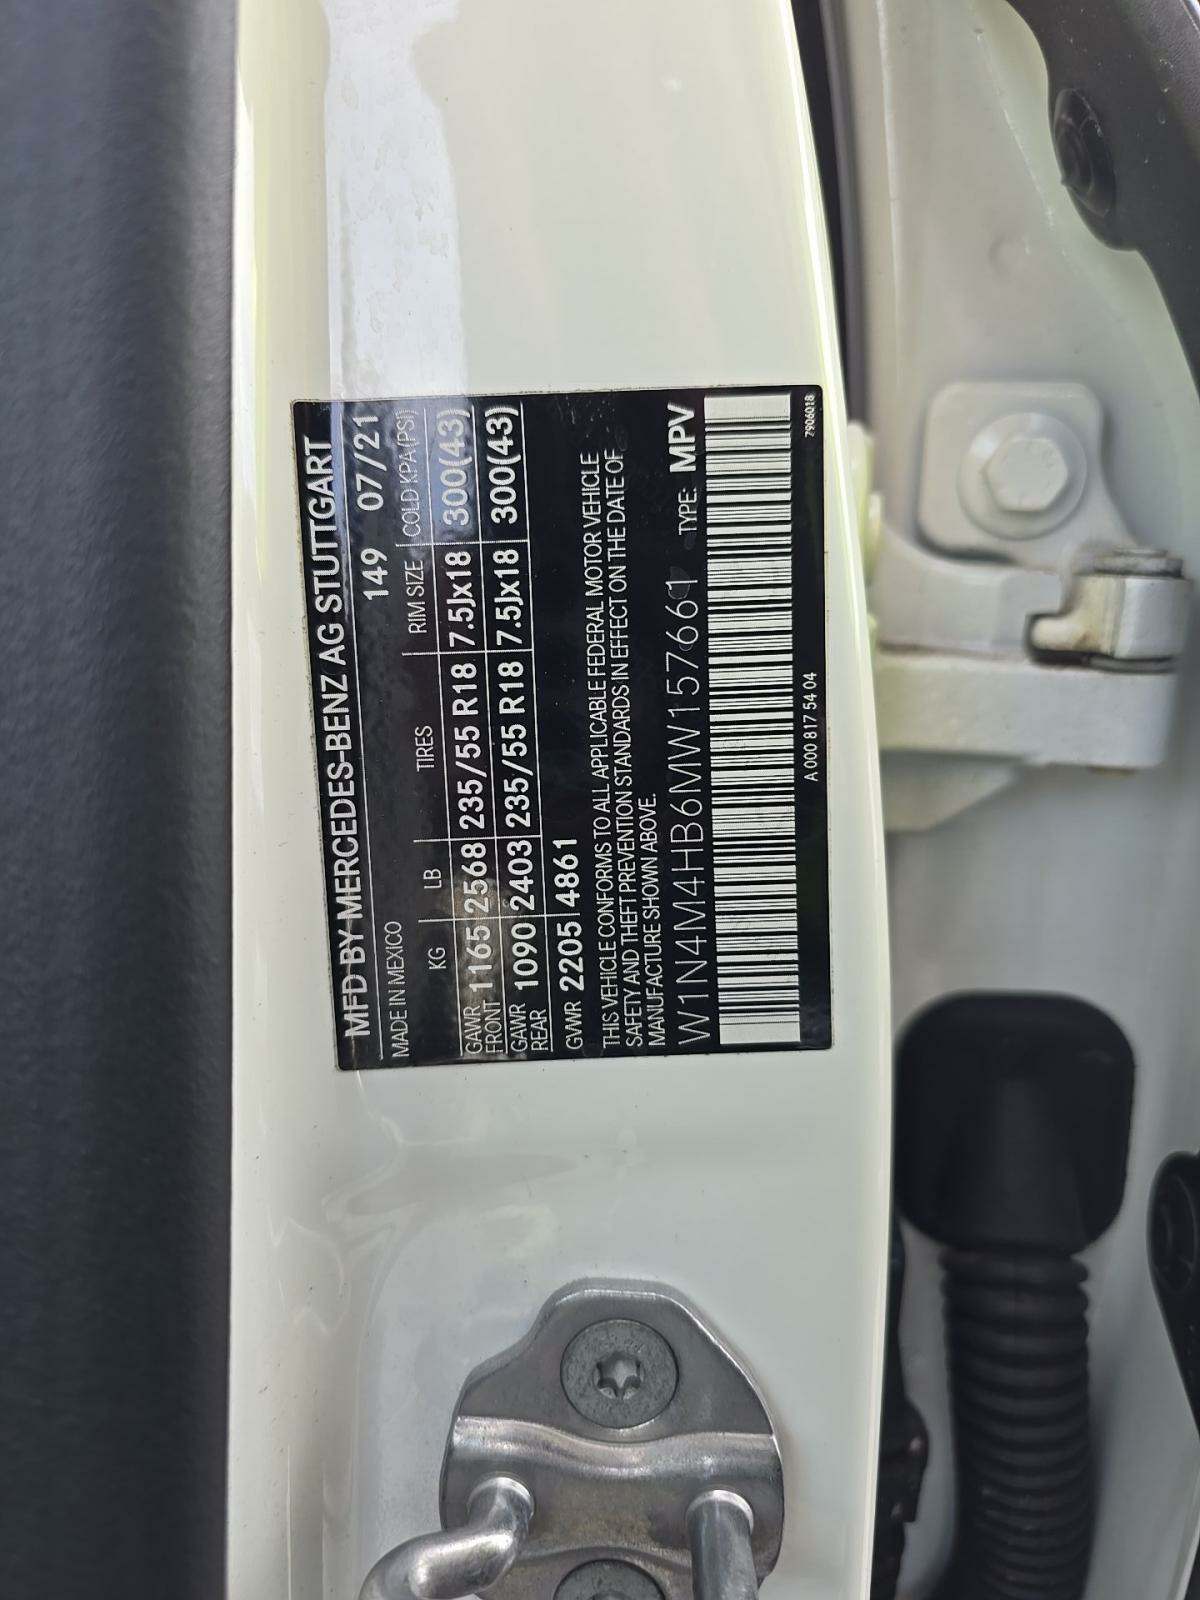 MFD BY MERCEDES-BENZ AG STUTTGART
149 07/21
MADE IN MEXICO
KG LB TIRES RIM SIZE COLD KPA(PSI)
GAWR FRONT 1165 2568 235/55 R18 7.5Jx18 300(43)
GAWR REAR 1090 2403 235/55 R18 7.5Jx18 300(43)
GVWR 2205 4861
THIS VEHICLE CONFORMS TO ALL APPLICABLE FEDERAL MOTOR VEHICLE
SAFETY AND THEFT PREVENTION STANDARDS IN EFFECT ON THE DATE OF
MANUFACTURE SHOWN ABOVE.
W1N4M4HB6MW157661 TYPE: MPV
A 000 817 54 04 7906018